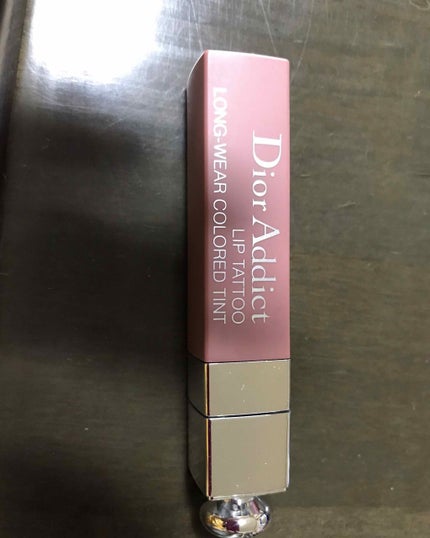 Dior Addict
LIP TATTOO
LONG-WEAR COLORED TINT